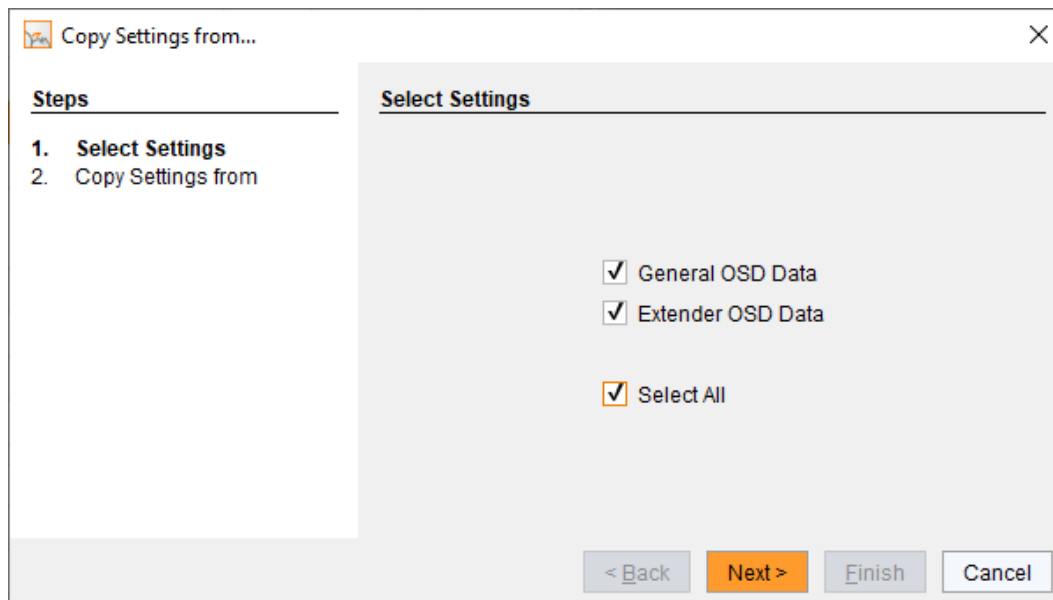 Copy Settings from...
Steps
1. Select Settings
2. Copy Settings from
Select Settings
General OSD Data
Extender OSD Data
Select All
< Back Next > Finish Cancel